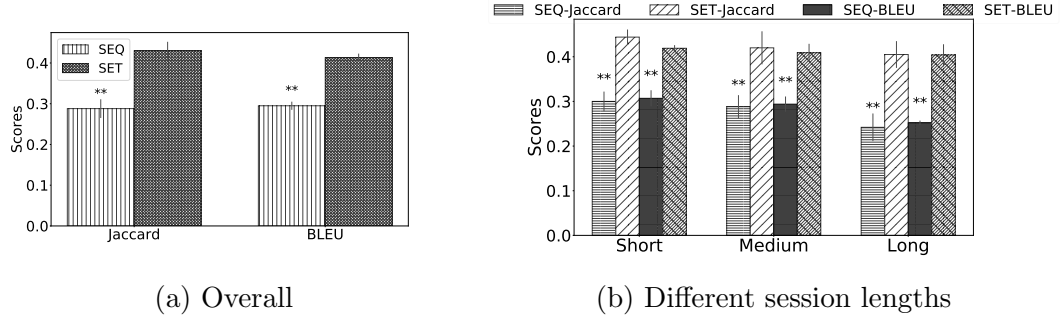 SEQ-Jaccard SET-Jaccard SEQ-BLEU SET-BLEU
SEQ
SET
Scores
0.4
0.3
0.2
0.1
0.0
**
**
Jaccard BLEU
(a) Overall
Scores
0.4
0.3
0.2
0.1
0.0
** **
** **
** **
Short Medium Long
(b) Different session lengths